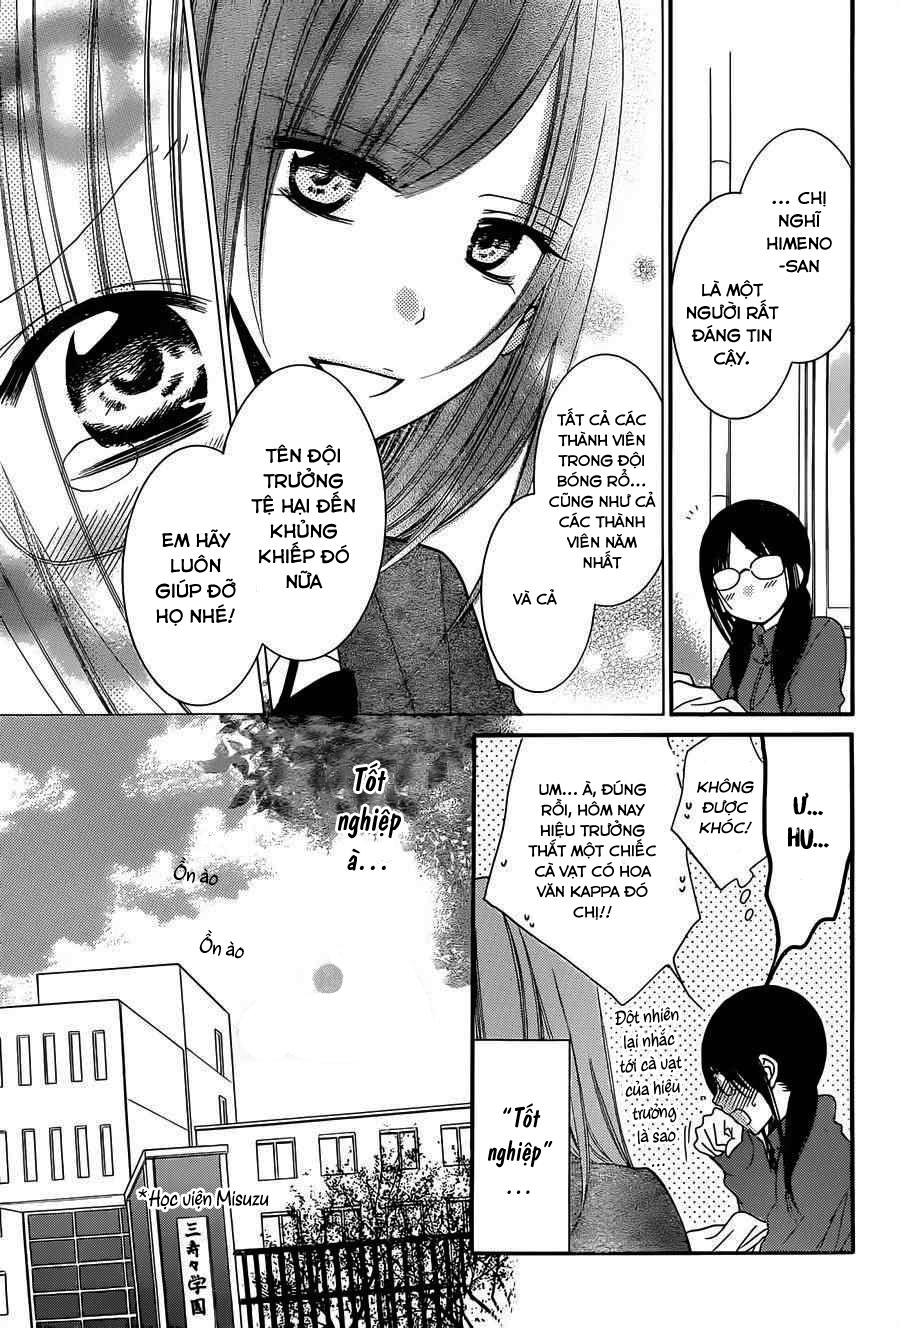 ... CHỊ
NGHĨ
HIMENO
-SAN
LÀ MỘT
NGƯỜI RẤT
ĐÁNG TIN
CẬY.
TẤT CẢ CÁC
THÀNH VIÊN
TRONG ĐỘI
BÓNG RỔ...
CŨNG NHƯ CẢ
CÁC THÀNH
VIÊN NĂM
NHẤT
VÀ CẢ
TÊN ĐỘI
TRƯỞNG
TỆ HẠI ĐẾN
KHỦNG
KHIẾP ĐÓ
NỮA
EM HÃY
LUÔN
GIÚP ĐỠ
HỌ NHÉ!
Ư...
HU...
KHÔNG
ĐƯỢC
KHÓC!
UM... À, ĐÚNG
RỒI, HÔM NAY
HIỆU TRƯỞNG
THẮT MỘT CHIẾC
CÀ VẠT CÓ HOA
VĂN KAPPA ĐÓ
CHỊ!!
Đột nhiên
lại nhắc
tới cà vạt
của hiệu
trưởng
là sao
"Tốt
nghiệp"
...
Tốt
nghiệp
à...
Ồn ào
Ồn ào
*Học viện Misuzu
三寿々学園